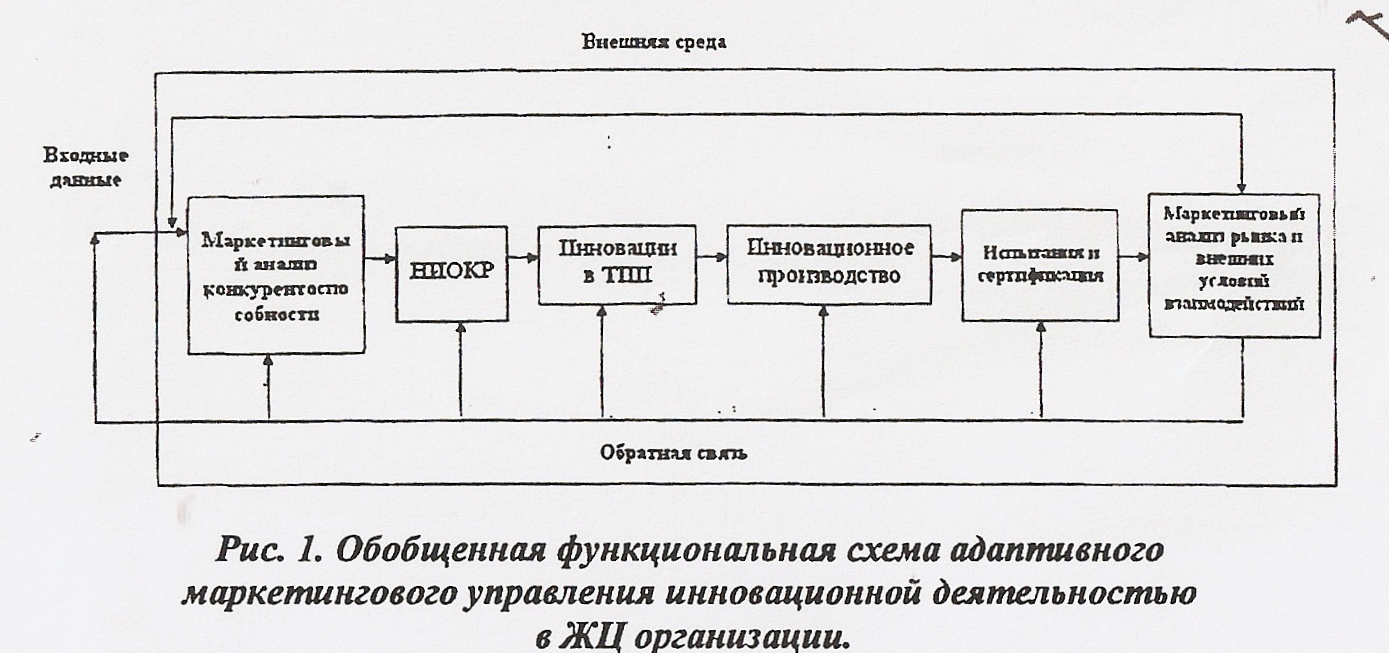 Внешняя среда
Входные
данные
Маркетинговы
й анализ
конкурентоспо
собности
НИОКР
Инновации
в ТПП
Инновационное
производство
Испытания и
сертификация
Маркетинговый
анализ рынка и
внешних
условий
взаимодействий
Обратная связь
Рис. 1. Обобщенная функциональная схема адаптивного
маркетингового управления инновационной деятельностью
в ЖЦ организации.